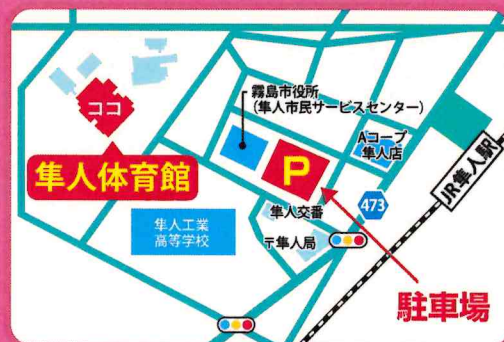 ココ
隼人体育館
霧島市役所
（隼人市民サービスセンター）
Aコープ
隼人店
P
隼人工業
高等学校
隼人交番
〒隼人局
473
JR隼人駅
駐車場